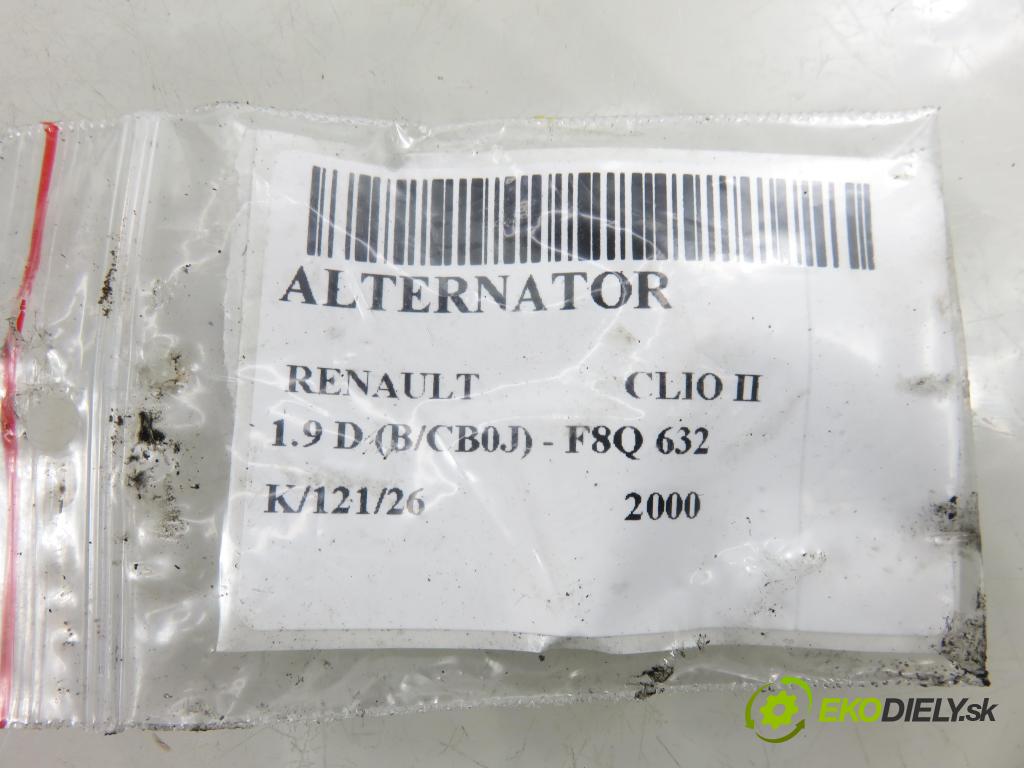 ALTERNATOR
RENAULT CLIO II
1.9 D (B/CB0J) - F8Q 632
K/121/26 2000
EKODIELY.sk